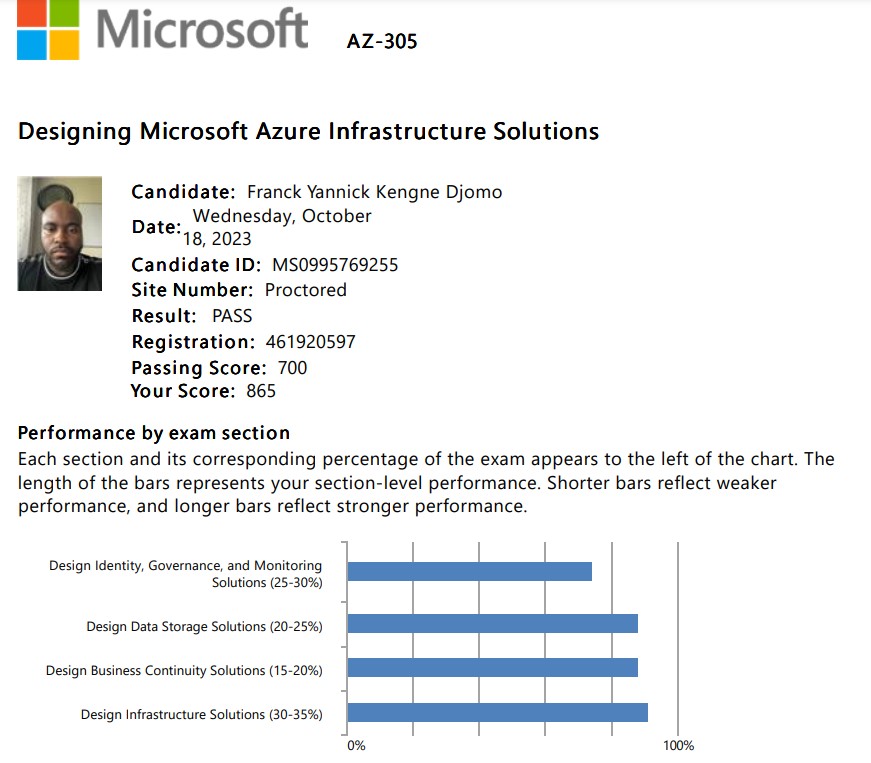 Microsoft AZ-305
Designing Microsoft Azure Infrastructure Solutions
Candidate: Franck Yannick Kengne Djomo
Date: Wednesday, October
18, 2023
Candidate ID: MS0995769255
Site Number: Proctored
Result: PASS
Registration: 461920597
Passing Score: 700
Your Score: 865
Performance by exam section
Each section and its corresponding percentage of the exam appears to the left of the chart. The
length of the bars represents your section-level performance. Shorter bars reflect weaker
performance, and longer bars reflect stronger performance.
Design Identity, Governance, and Monitoring
Solutions (25-30%)
Design Data Storage Solutions (20-25%)
Design Business Continuity Solutions (15-20%)
Design Infrastructure Solutions (30-35%)
0% 100%